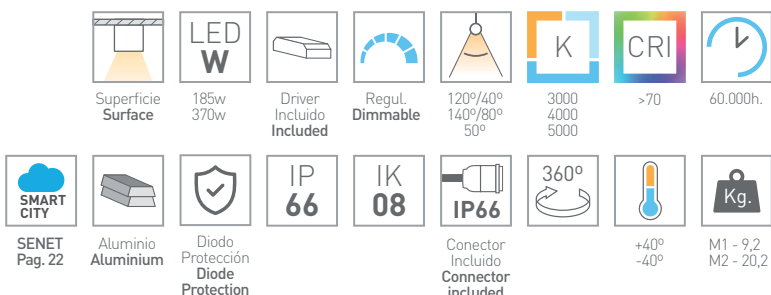 LED
W
K
CRI
Superficie
Surface
185w
370w
Driver
Incluido
Included
Regul.
Dimmable
120º/40º
140º/80º
50º
3000
4000
5000
>70
60.000h.
SMART
CITY
IP
66
IK
08
IP66
360º
Kg.
SENET
Pag. 22
Aluminio
Aluminium
Diodo
Protección
Diode
Protection
Conector
Incluido
Connector
included
+40º
-40º
M1 - 9,2
M2 - 20,2